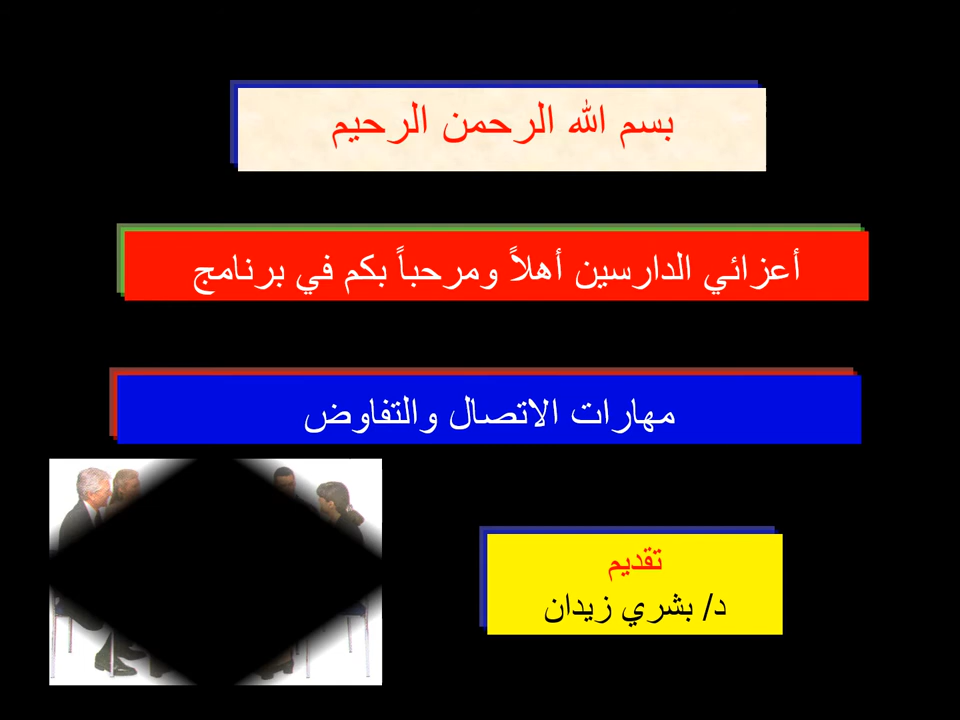 بسم الله الرحمن الرحيم
أعزائي الدارسين أهلاً ومرحباً بكم في برنامج
مهارات الاتصال والتفاوض
تقديم
د/ بشري زيدان